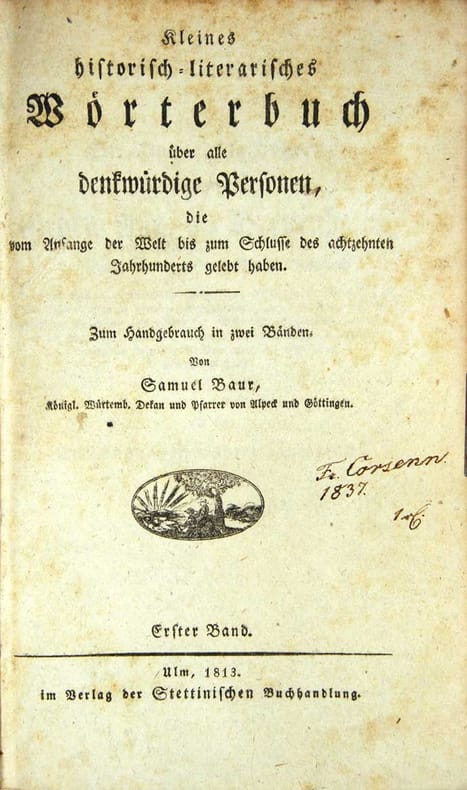 Kleines
historisch-literarisches
Wörterbuch
über alle
denkwürdige Personen,
die
vom Anfange der Welt bis zum Schlusse des achtzehnten
Jahrhunderts gelebt haben.
Zum Handgebrauch in zwei Bänden.
Von
Samuel Baur,
Königl. Würtemb. Dekan und Pfarrer von Alpeck und Göttingen.
Fr. Corsenn.
1837.
Erster Band.
Ulm, 1813.
im Verlag der Stettinischen Buchhandlung.